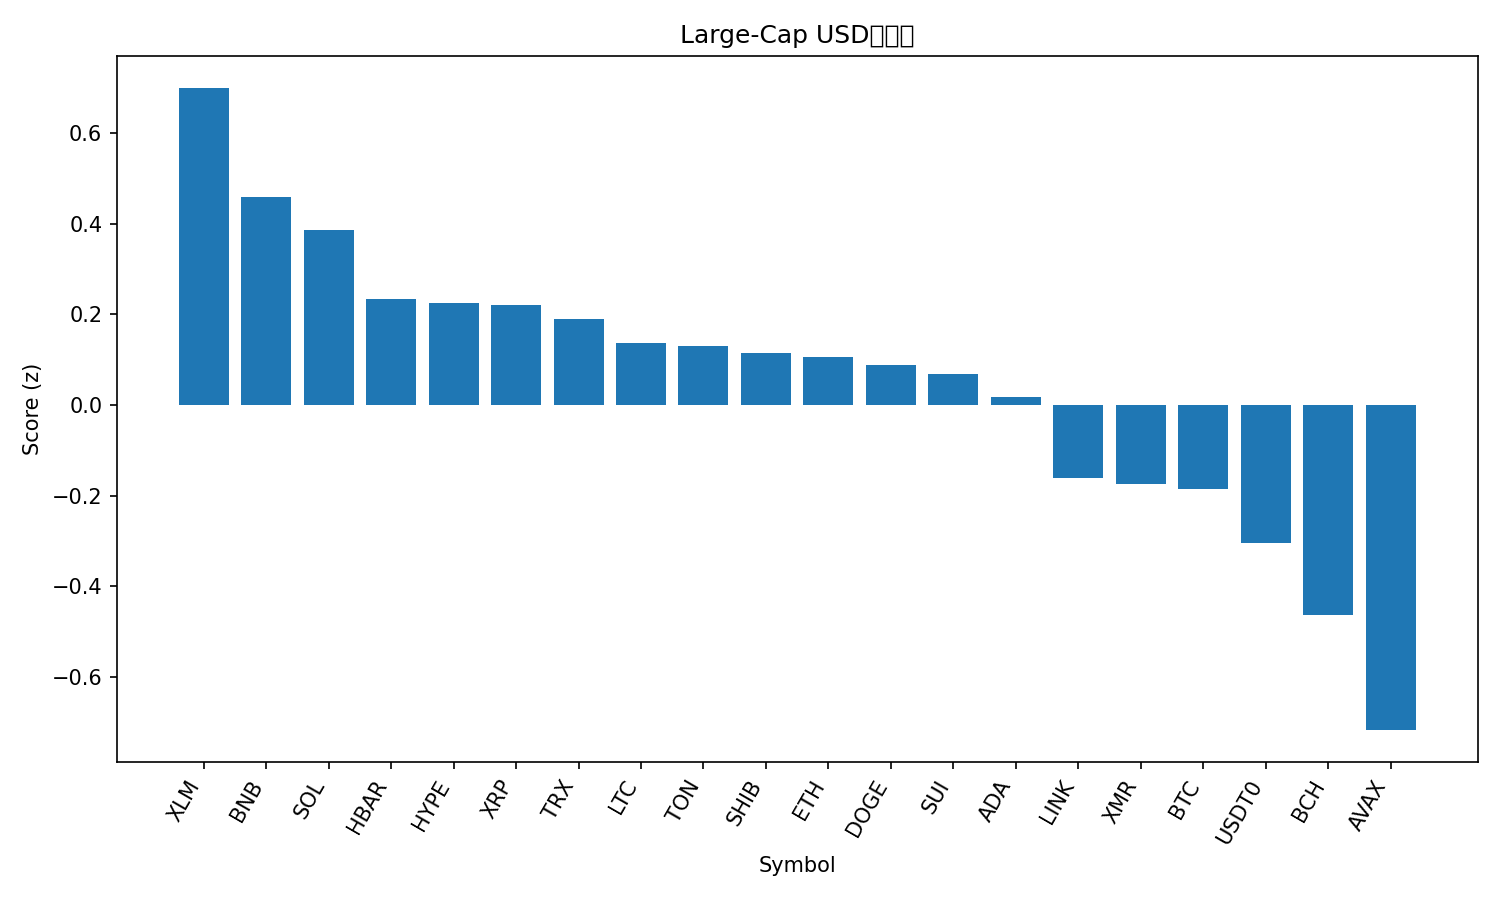 Large-Cap USD
Score (z)
0.6
0.4
0.2
0.0
−0.2
−0.4
−0.6
XLM
BNB
SOL
HBAR
HYPE
XRP
TRX
LTC
TON
SHIB
ETH
DOGE
SUI
ADA
LINK
XMR
BTC
USDT0
BCH
AVAX
Symbol